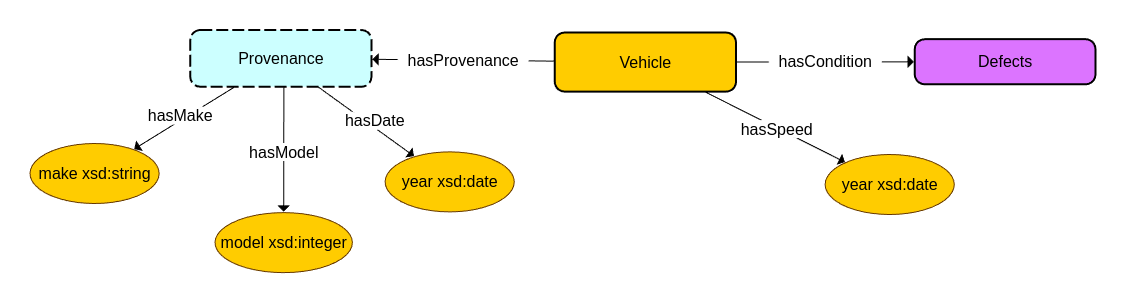 Provenance
hasProvenance
Vehicle
hasCondition
Defects
hasMake
hasDate
hasSpeed
hasModel
make xsd:string
year xsd:date
year xsd:date
model xsd:integer